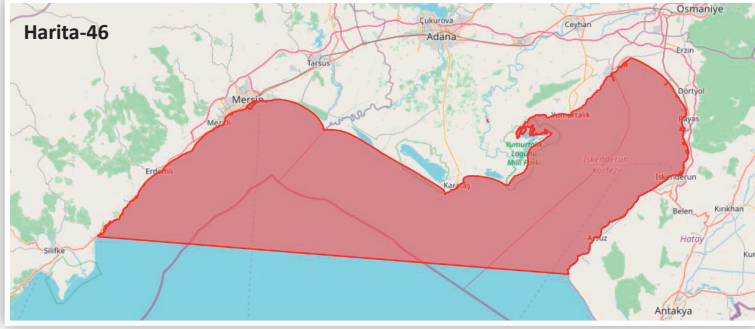 Harita-46
Osmaniye
Çukurova
Ceyhan
Adana
Tarsus
Erzin
Mersin
Dörtyol
Mezitli
Yumurtalık
Payas
Yumurtalık
Lagünü
Milli Parkı
İskenderun
Körfezi
Erdemli
Karataş
İskenderun
Belen
Kırıkhan
Arsuz
Hatay
Silifke
Antakya